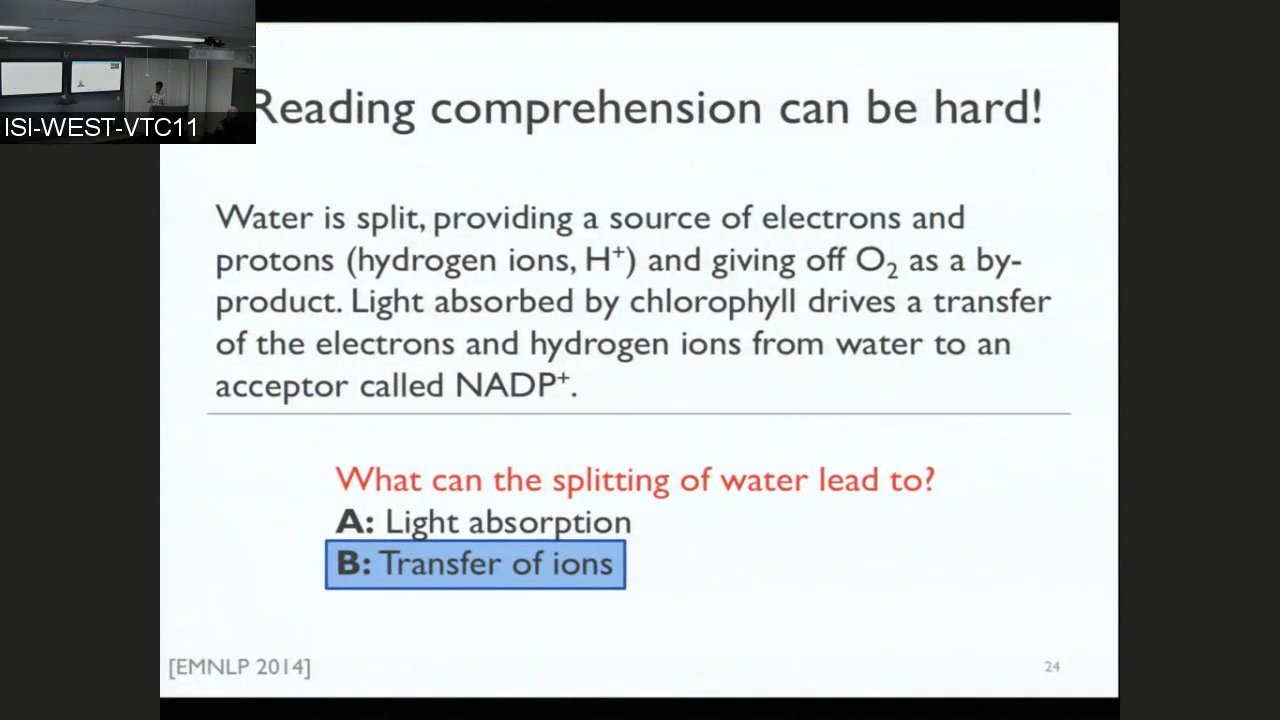 ISI-WEST-VTC11
Reading comprehension can be hard!
Water is split, providing a source of electrons and
protons (hydrogen ions, H⁺) and giving off O₂ as a by-
product. Light absorbed by chlorophyll drives a transfer
of the electrons and hydrogen ions from water to an
acceptor called NADP⁺.
What can the splitting of water lead to?
A: Light absorption
B: Transfer of ions
[EMNLP 2014]
24